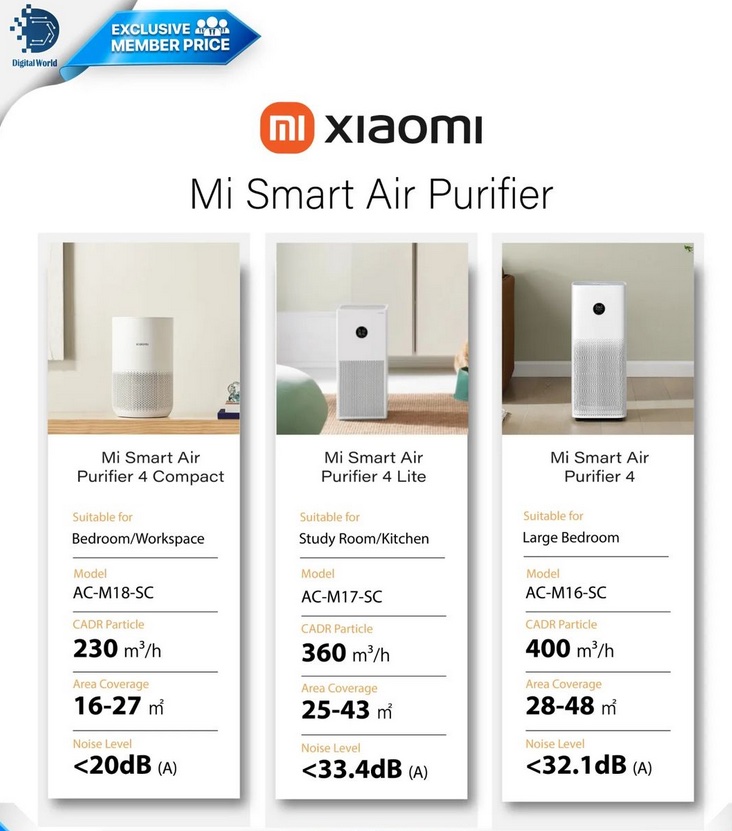 Digital World
EXCLUSIVE
MEMBER PRICE
mi xiaomi
Mi Smart Air Purifier
Mi Smart Air
Purifier 4 Compact
Suitable for
Bedroom/Workspace
Model
AC-M18-SC
CADR Particle
230 m³/h
Area Coverage
16-27 ㎡
Noise Level
<20dB (A)
Mi Smart Air
Purifier 4 Lite
Suitable for
Study Room/Kitchen
Model
AC-M17-SC
CADR Particle
360 m³/h
Area Coverage
25-43 ㎡
Noise Level
<33.4dB (A)
Mi Smart Air
Purifier 4
Suitable for
Large Bedroom
Model
AC-M16-SC
CADR Particle
400 m³/h
Area Coverage
28-48 ㎡
Noise Level
<32.1dB (A)